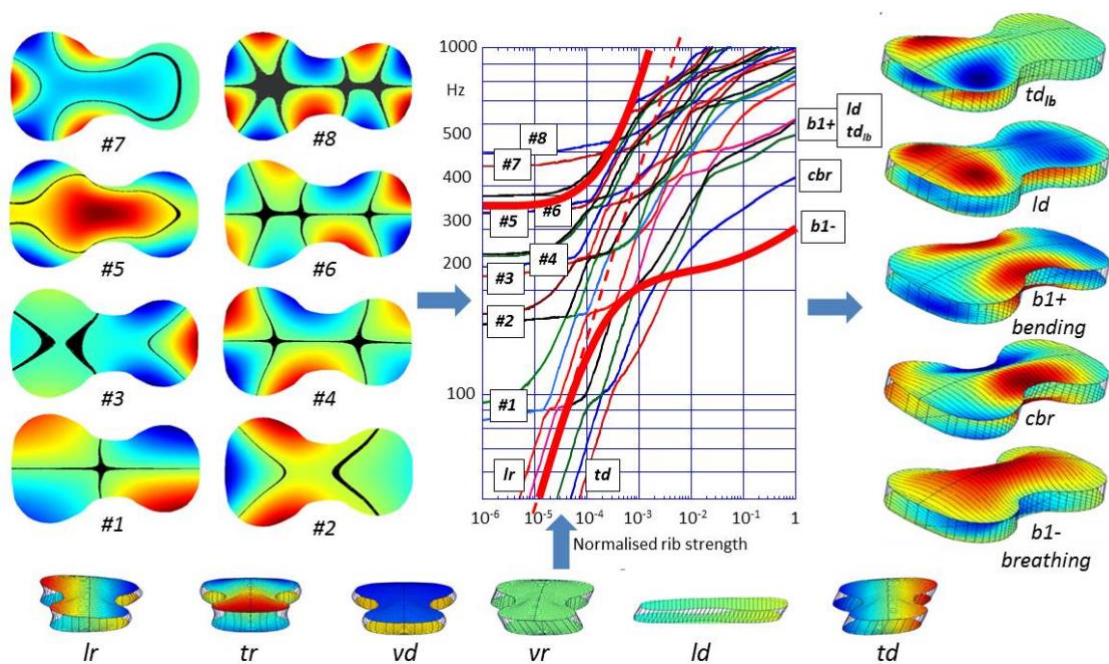 #7
#8
#5
#6
#3
#4
#1
#2
1000
Hz
500
400
300
200
100
#8
#7
#5
#6
#4
#3
#2
#1
lr
td
b1+ ld
td_lb
cbr
b1-
10⁻⁶ 10⁻⁵ 10⁻⁴ 10⁻³ 10⁻² 10⁻¹ 1
Normalised rib strength
td_lb
ld
b1+
bending
cbr
b1-
breathing
lr tr vd vr ld td